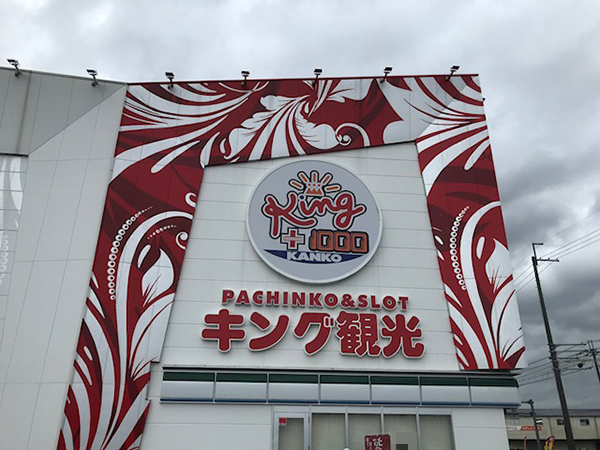 King
+1000
KANKO
PACHINKO&SLOT
キング観光